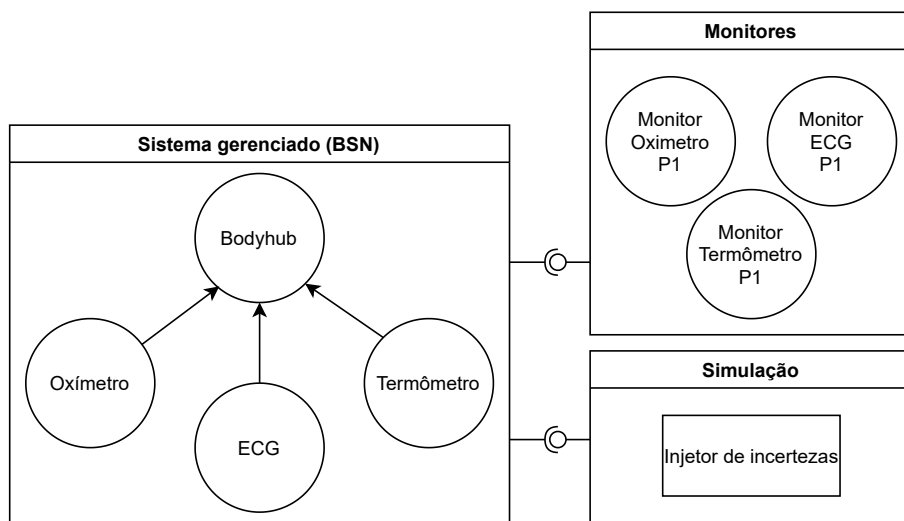 Sistema gerenciado (BSN)
Bodyhub
Oxímetro
ECG
Termômetro
Monitores
Monitor
Oximetro
P1
Monitor
ECG
P1
Monitor
Termômetro
P1
Simulação
Injetor de incertezas